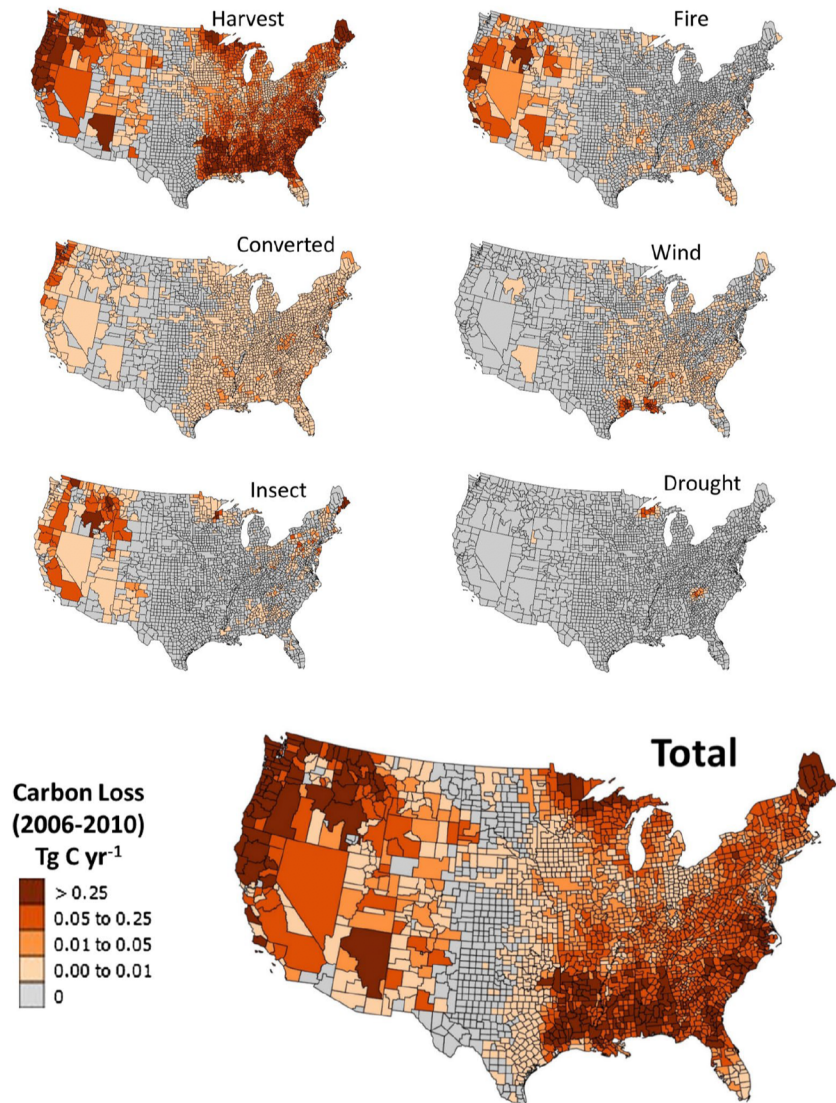 Harvest
Fire
Converted
Wind
Insect
Drought
Total
Carbon Loss
(2006-2010)
Tg C yr⁻¹
> 0.25
0.05 to 0.25
0.01 to 0.05
0.00 to 0.01
0